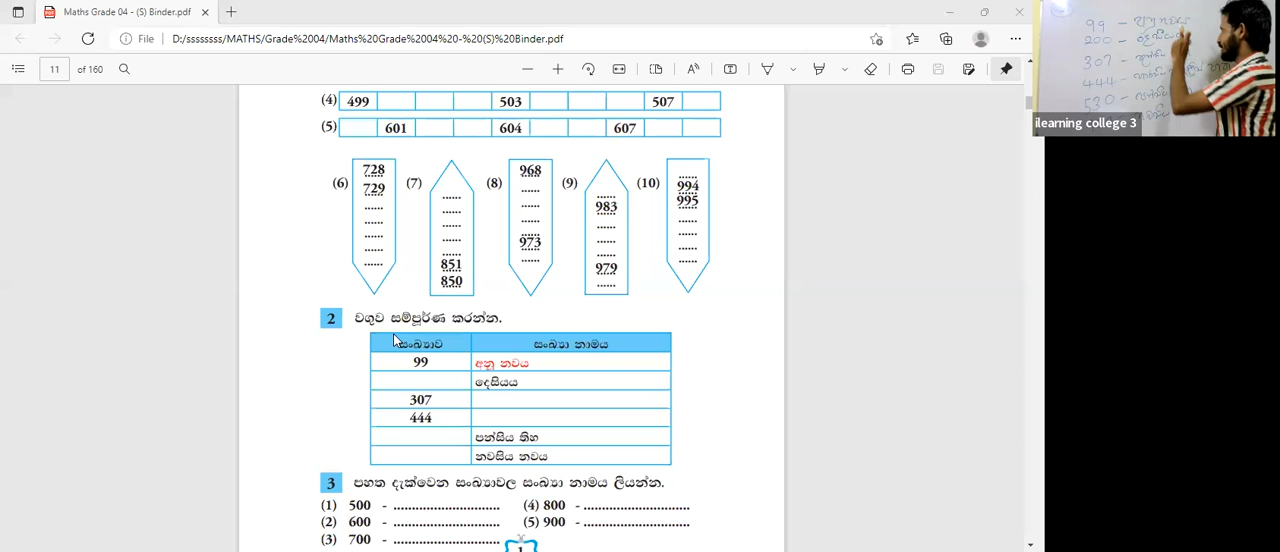 Maths Grade 04 - (S) Binder.pdf
File D:/ssssssss/MATHS/Grade%2004/Maths%20Grade%2004%20-%20(S)%20Binder.pdf
11 of 160
(4) 499 503 507
(5) 601 604 607
(6) 728 729
(7) 851 850
(8) 968 973
(9) 983 979
(10) 994 995
2 වගුව සම්පූර්ණ කරන්න.
සංඛ්‍යාව සංඛ්‍යා නාමය
99 අනූ නවය
දෙසියය
307
444
පන්සිය තිහ
නවසිය නවය
3 පහත දැක්වෙන සංඛ්‍යාවල සංඛ්‍යා නාමය ලියන්න.
(1) 500 - ........................... (4) 800 - ...........................
(2) 600 - ........................... (5) 900 - ...........................
(3) 700 - ...........................
1
99 -
200 -
307 -
444 -
530 -
ilearning college 3